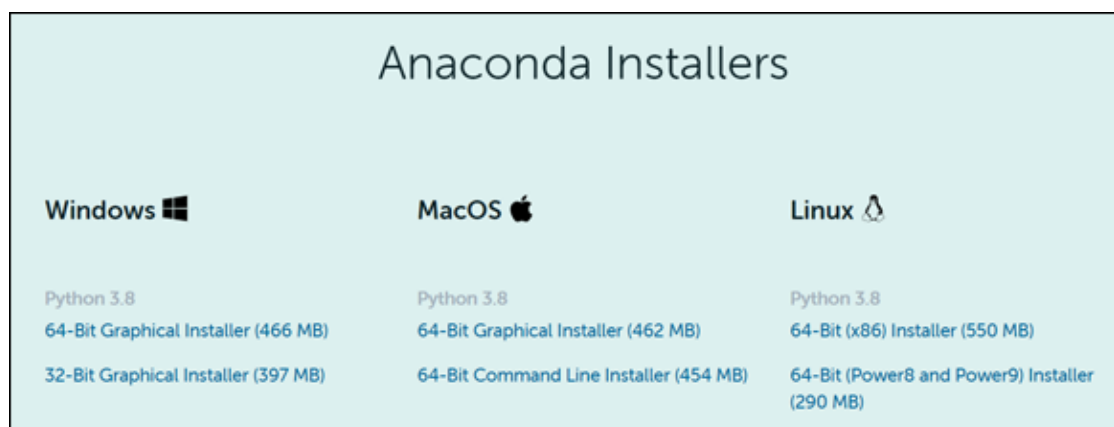 Anaconda Installers
Windows
Python 3.8
64-Bit Graphical Installer (466 MB)
32-Bit Graphical Installer (397 MB)
MacOS
Python 3.8
64-Bit Graphical Installer (462 MB)
64-Bit Command Line Installer (454 MB)
Linux
Python 3.8
64-Bit (x86) Installer (550 MB)
64-Bit (Power8 and Power9) Installer
(290 MB)